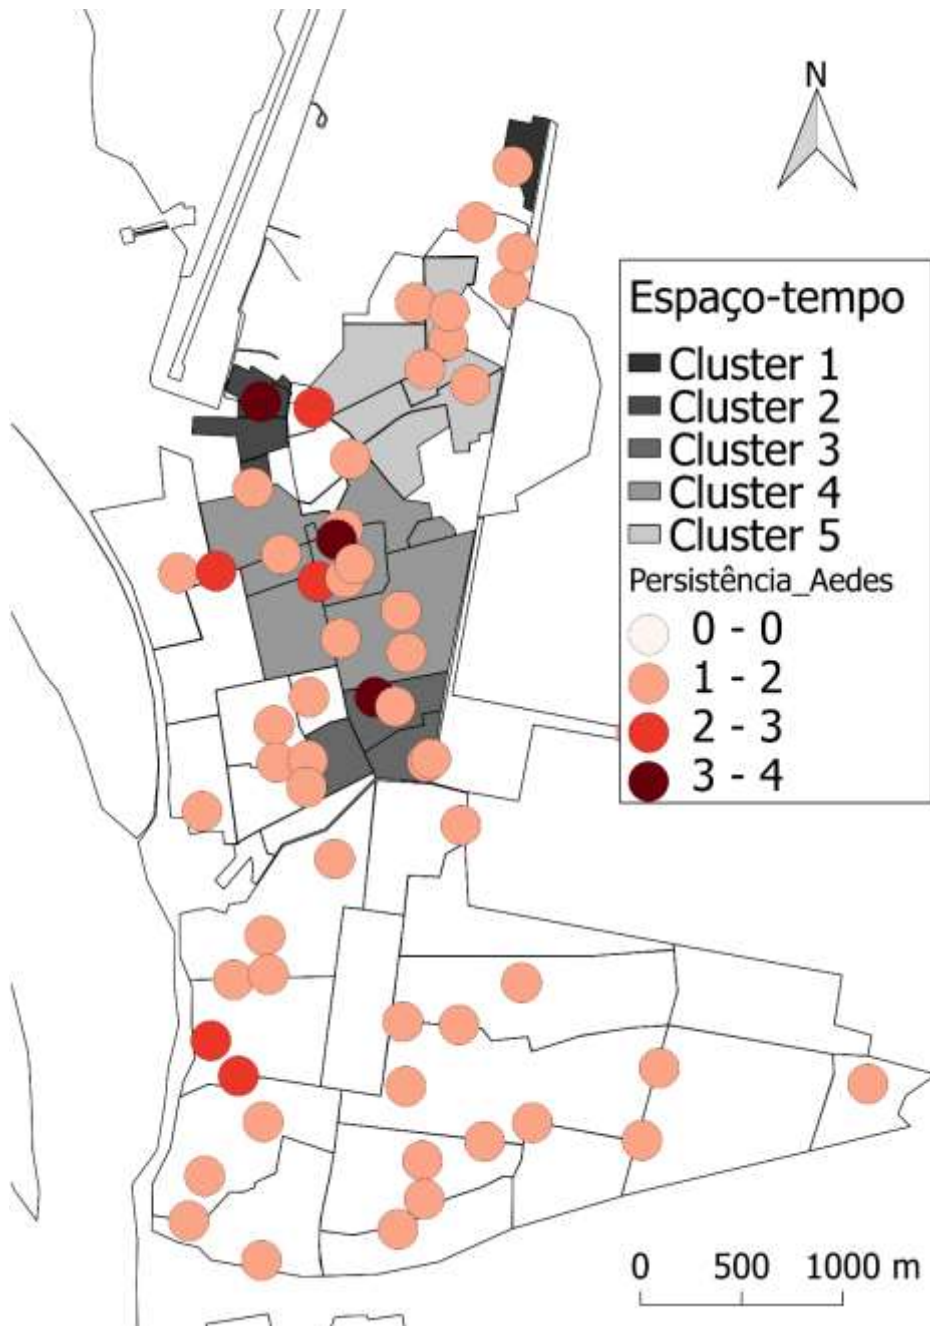 N
Espaço-tempo
Cluster 1
Cluster 2
Cluster 3
Cluster 4
Cluster 5
Persistência_Aedes
0 - 0
1 - 2
2 - 3
3 - 4
0 500 1000 m